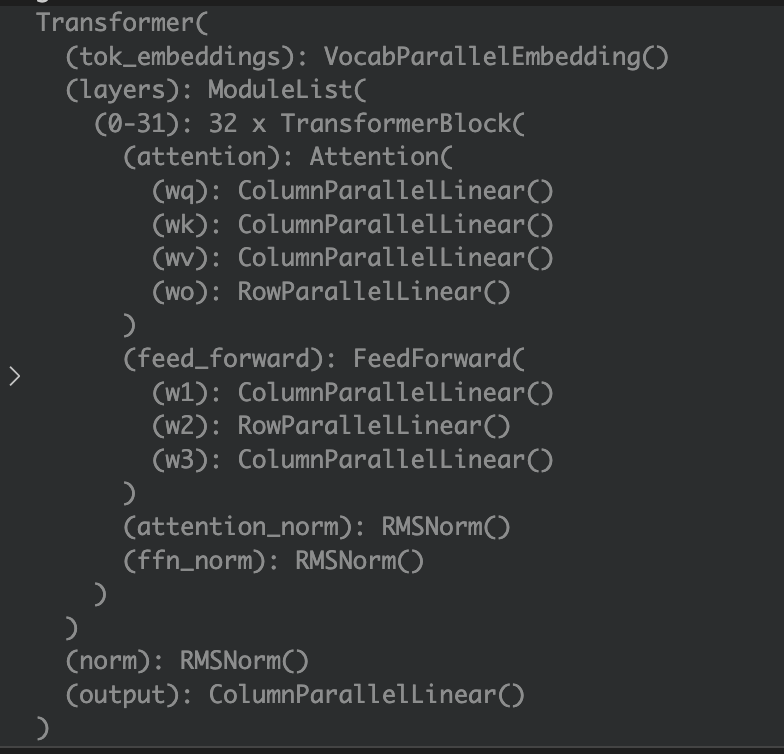 Transformer(
  (tok_embeddings): VocabParallelEmbedding()
  (layers): ModuleList(
    (0-31): 32 x TransformerBlock(
      (attention): Attention(
        (wq): ColumnParallelLinear()
        (wk): ColumnParallelLinear()
        (wv): ColumnParallelLinear()
        (wo): RowParallelLinear()
      )
      (feed_forward): FeedForward(
        (w1): ColumnParallelLinear()
        (w2): RowParallelLinear()
        (w3): ColumnParallelLinear()
      )
      (attention_norm): RMSNorm()
      (ffn_norm): RMSNorm()
    )
  )
  (norm): RMSNorm()
  (output): ColumnParallelLinear()
)